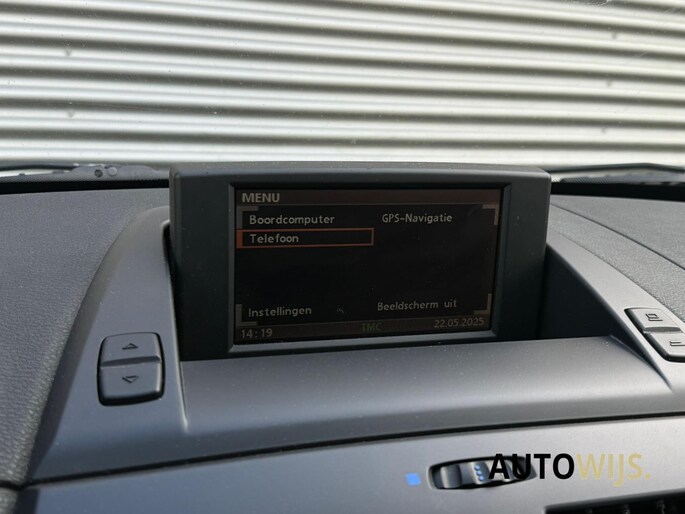 MENU
Boordcomputer GPS-Navigatie
Telefoon
Instellingen Beeldscherm uit
14:19 TMC 22.05.2025
AUTOWIJS.